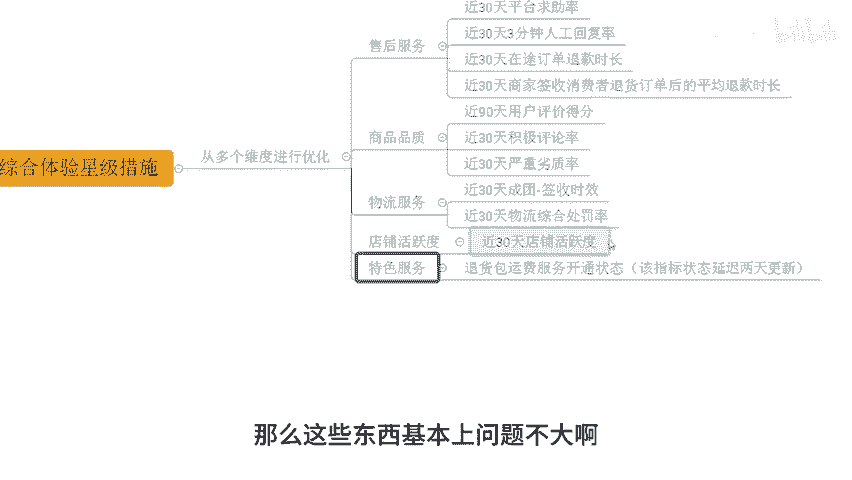 综合体验星级措施
从多个维度进行优化
售后服务
近30天平台求助率
近30天3分钟人工回复率
近30天在途订单退款时长
近30天商家签收消费者退货订单后的平均退款时长
商品品质
近90天用户评价得分
近30天积极评论率
近30天严重劣质率
物流服务
近30天成团-签收时效
近30天物流综合处罚率
店铺活跃度
近30天店铺活跃度
特色服务
退货包运费服务开通状态（该指标状态延迟两天更新）
那么这些东西基本上问题不大啊
bilibili